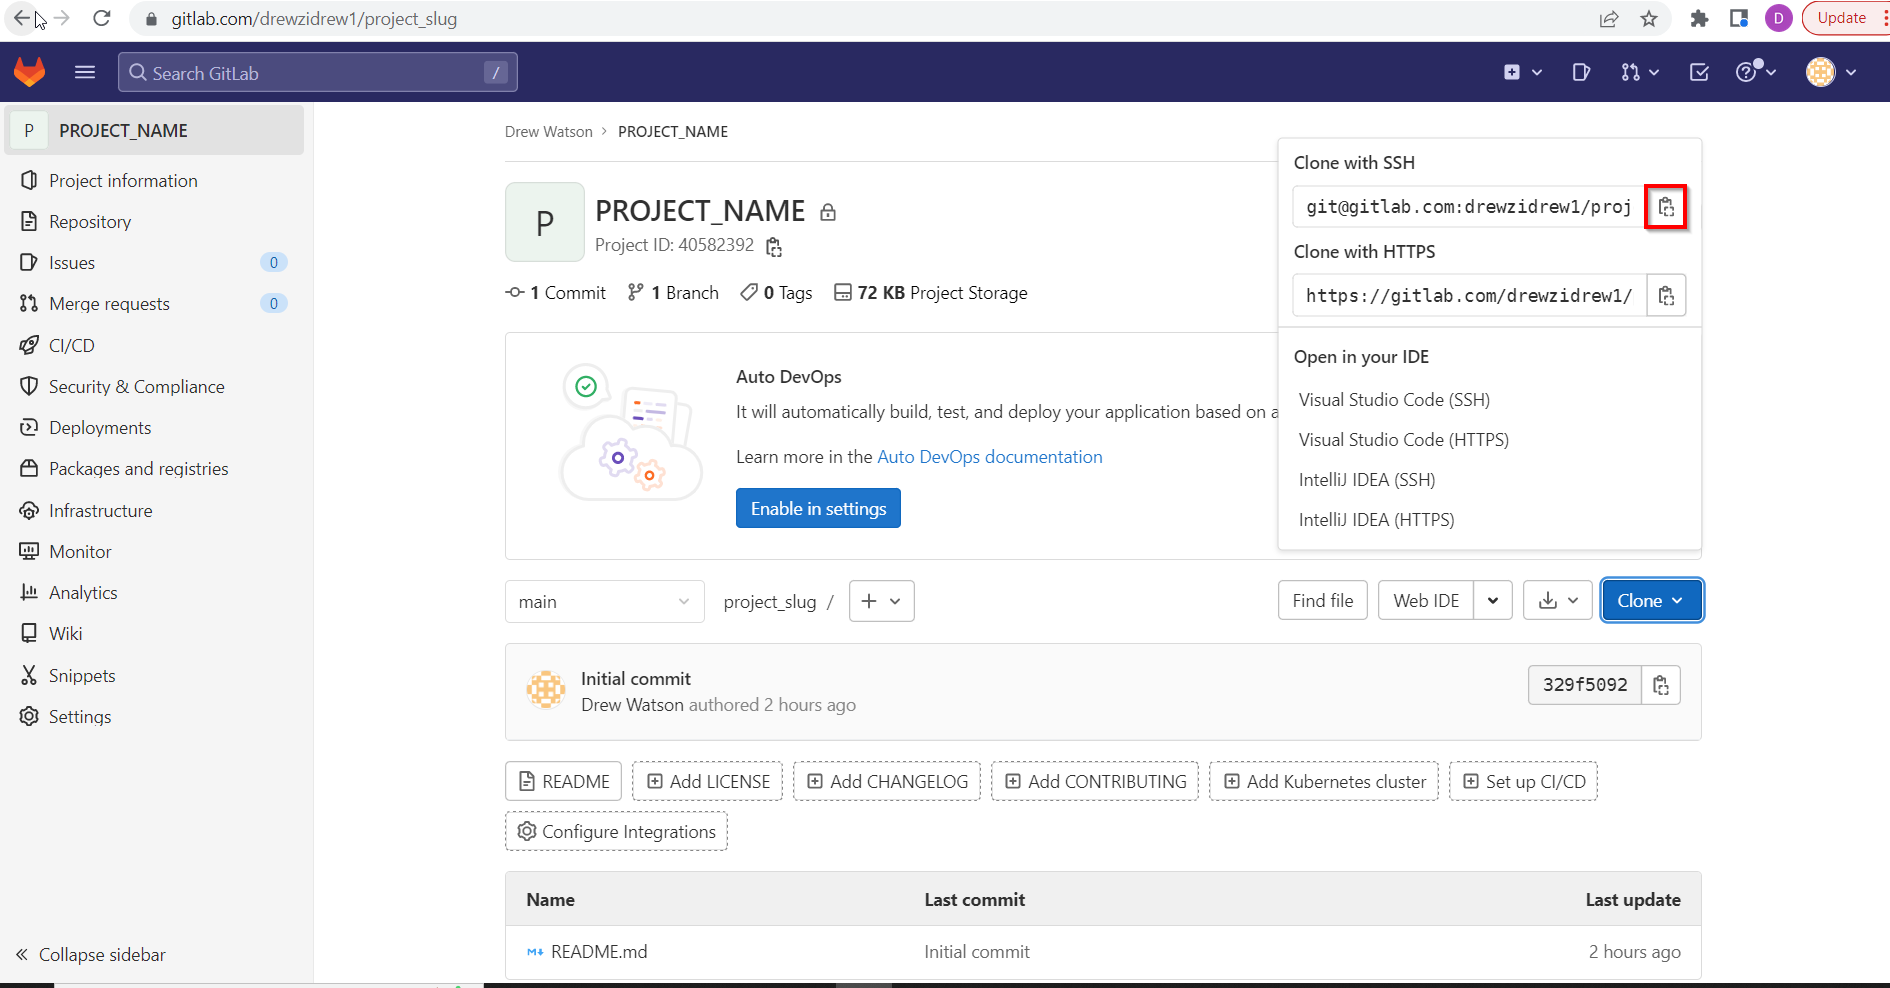 gitlab.com/drewzidrew1/project_slug
D
Update
Search GitLab
/
P PROJECT_NAME
Project information
Repository
Issues 0
Merge requests 0
CI/CD
Security & Compliance
Deployments
Packages and registries
Infrastructure
Monitor
Analytics
Wiki
Snippets
Settings
Collapse sidebar
Drew Watson > PROJECT_NAME
P
PROJECT_NAME
Project ID: 40582392
1 Commit 1 Branch 0 Tags 72 KB Project Storage
Auto DevOps
It will automatically build, test, and deploy your application based on a
Learn more in the Auto DevOps documentation
Enable in settings
Clone with SSH
git@gitlab.com:drewzidrew1/proj
Clone with HTTPS
https://gitlab.com/drewzidrew1/
Open in your IDE
Visual Studio Code (SSH)
Visual Studio Code (HTTPS)
IntelliJ IDEA (SSH)
IntelliJ IDEA (HTTPS)
main project_slug / + Find file Web IDE Clone
Initial commit
Drew Watson authored 2 hours ago
329f5092
README Add LICENSE Add CHANGELOG Add CONTRIBUTING Add Kubernetes cluster Set up CI/CD
Configure Integrations
Name Last commit Last update
README.md Initial commit 2 hours ago